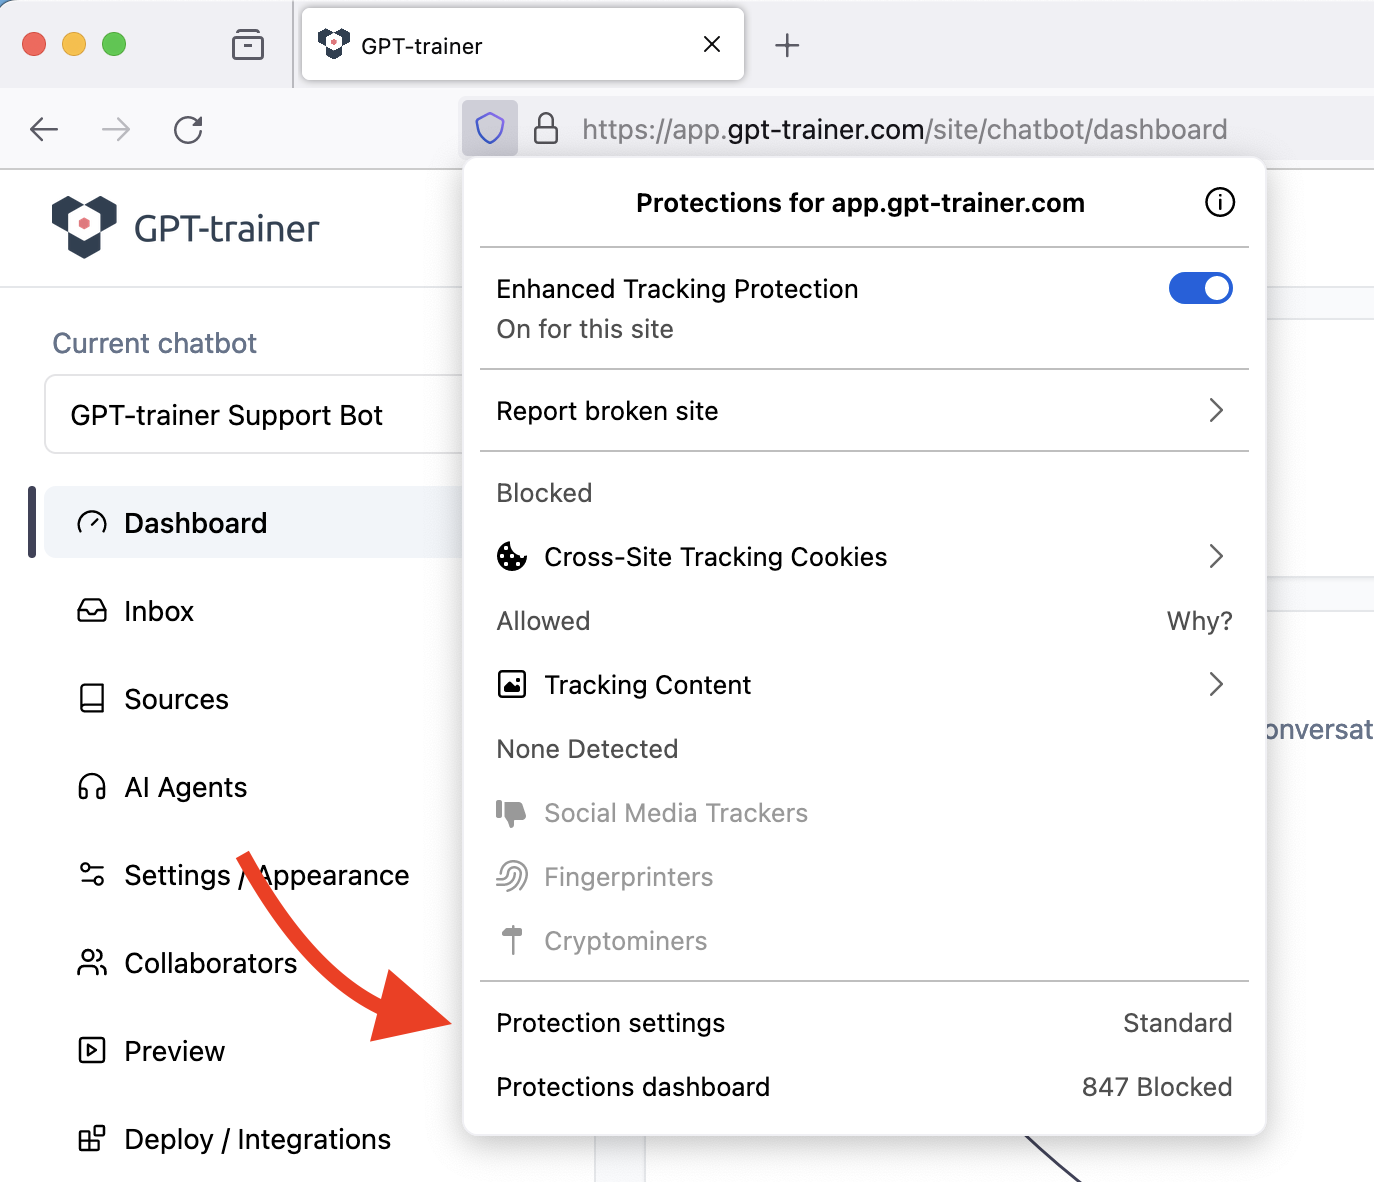 GPT-trainer
https://app.gpt-trainer.com/site/chatbot/dashboard
GPT-trainer
Current chatbot
GPT-trainer Support Bot
Dashboard
Inbox
Sources
AI Agents
Settings / Appearance
Collaborators
Preview
Deploy / Integrations
Protections for app.gpt-trainer.com
Enhanced Tracking Protection
On for this site
Report broken site
Blocked
Cross-Site Tracking Cookies
Allowed Why?
Tracking Content
None Detected
Social Media Trackers
Fingerprinters
Cryptominers
Protection settings Standard
Protections dashboard 847 Blocked
onversat